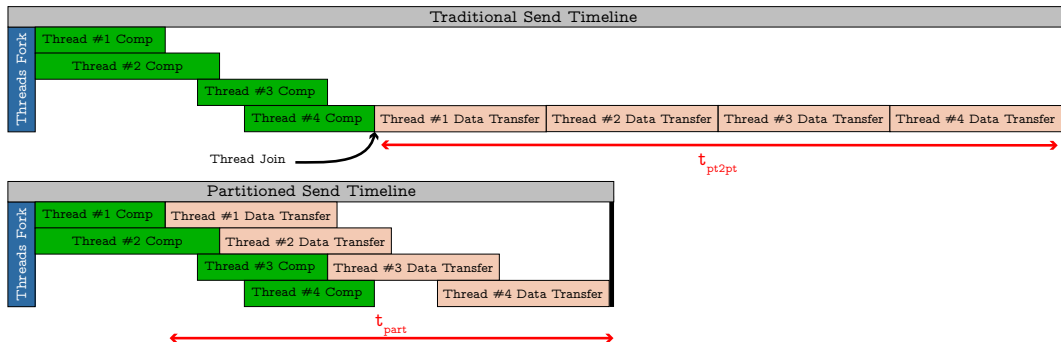 Traditional Send Timeline
Threads Fork
Thread #1 Comp
Thread #2 Comp
Thread #3 Comp
Thread #4 Comp
Thread #1 Data Transfer
Thread #2 Data Transfer
Thread #3 Data Transfer
Thread #4 Data Transfer
Thread Join
t_pt2pt
Partitioned Send Timeline
Threads Fork
Thread #1 Comp
Thread #1 Data Transfer
Thread #2 Comp
Thread #2 Data Transfer
Thread #3 Comp
Thread #3 Data Transfer
Thread #4 Comp
Thread #4 Data Transfer
t_part